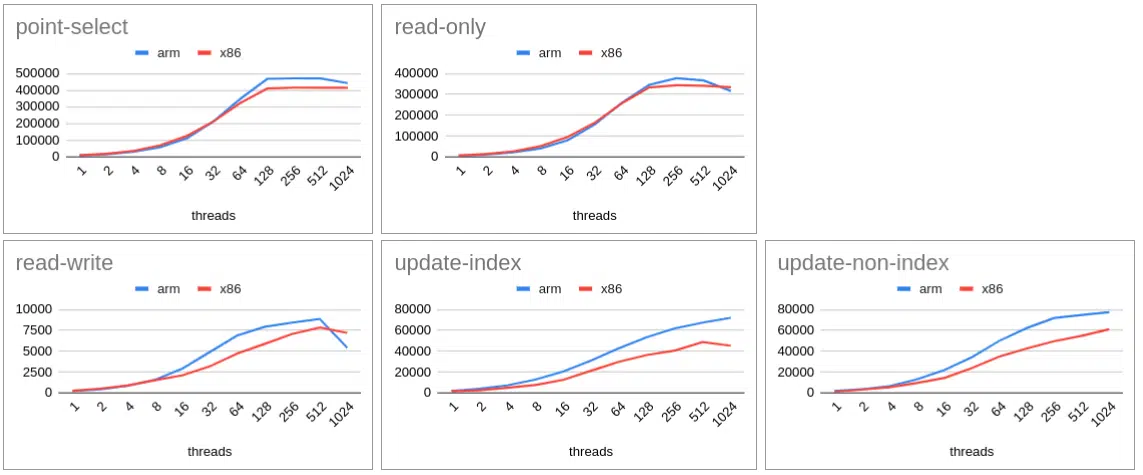 point-select
arm x86
500000
400000
300000
200000
100000
0
1 2 4 8 16 32 64 128 256 512 1024
threads
read-only
arm x86
400000
300000
200000
100000
0
1 2 4 8 16 32 64 128 256 512 1024
threads
read-write
arm x86
10000
7500
5000
2500
0
1 2 4 8 16 32 64 128 256 512 1024
threads
update-index
arm x86
80000
60000
40000
20000
0
1 2 4 8 16 32 64 128 256 512 1024
threads
update-non-index
arm x86
80000
60000
40000
20000
0
1 2 4 8 16 32 64 128 256 512 1024
threads